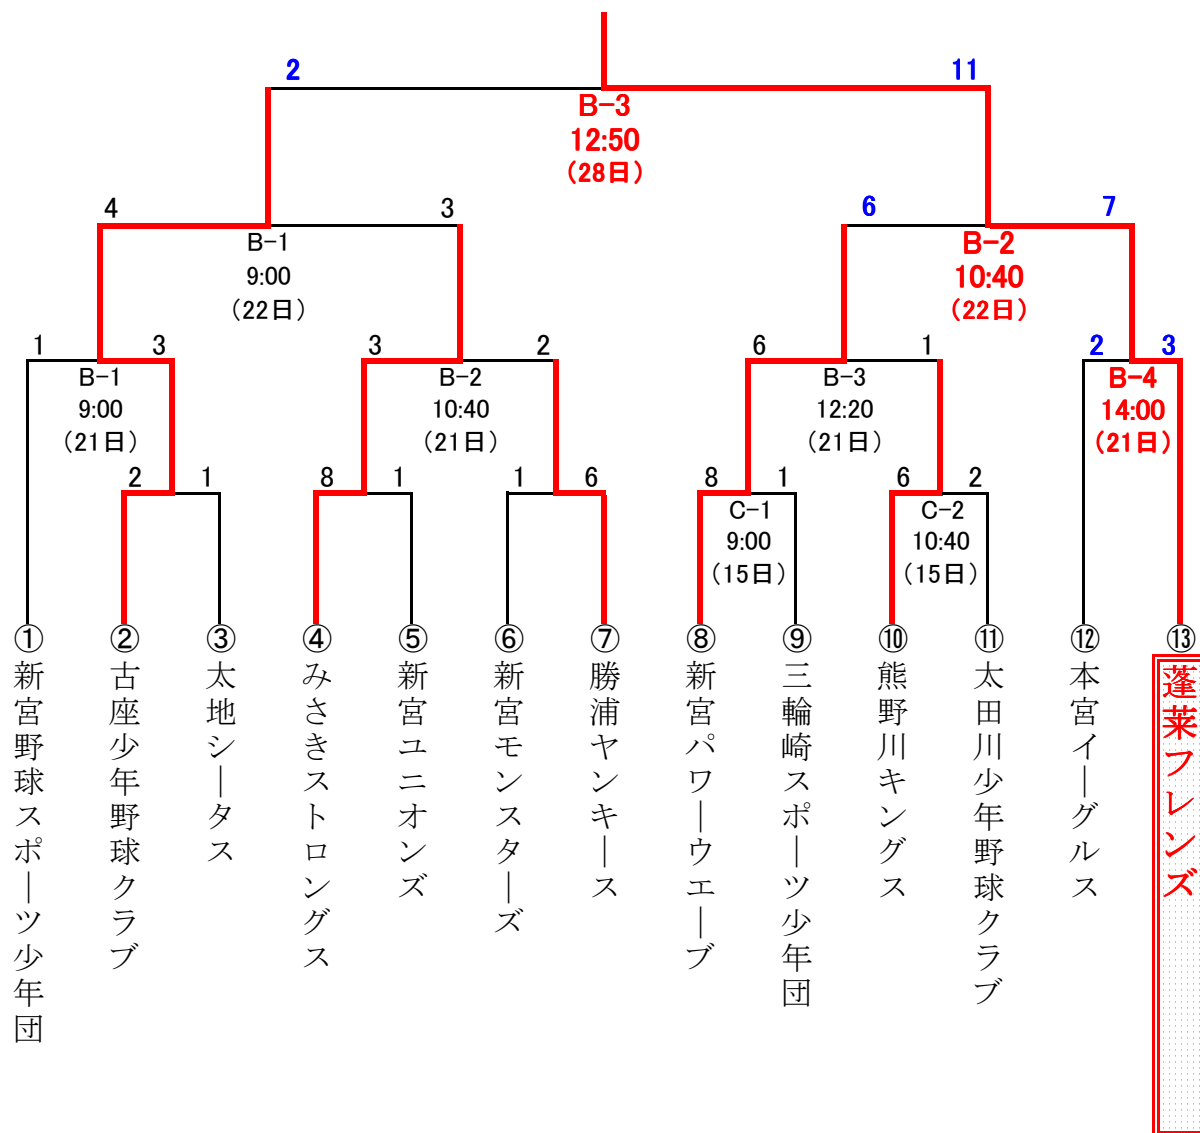 2 11
B-3
12:50
(28日)
4 3 6 7
B-1 B-2
9:00 10:40
(22日) (22日)
1 3 3 2 6 1 2 3
B-1 B-2 B-3 B-4
9:00 10:40 12:20 14:00
(21日) (21日) (21日) (21日)
2 1 8 1 1 6 8 1 6 2
C-1 C-2
9:00 10:40
(15日) (15日)
①新宮野球スポーツ少年団
②古座少年野球クラブ
③太地シータス
④みさきストロングス
⑤新宮ユニオンズ
⑥新宮モンスターズ
⑦勝浦ヤンキース
⑧新宮パワーウエーブ
⑨三輪崎スポーツ少年団
⑩熊野川キングス
⑪太田川少年野球クラブ
⑫本宮イーグルス
⑬蓬莱フレンズ